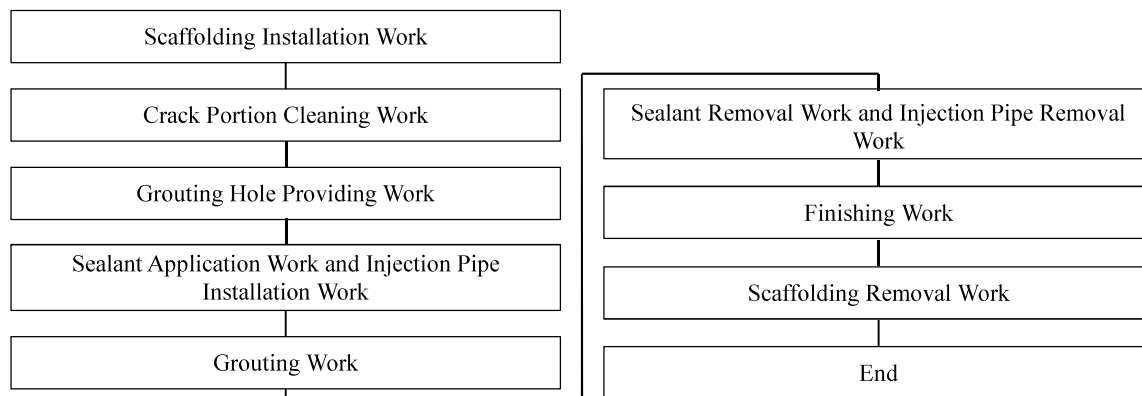 Scaffolding Installation Work
Crack Portion Cleaning Work
Grouting Hole Providing Work
Sealant Application Work and Injection Pipe
Installation Work
Grouting Work
Sealant Removal Work and Injection Pipe Removal
Work
Finishing Work
Scaffolding Removal Work
End